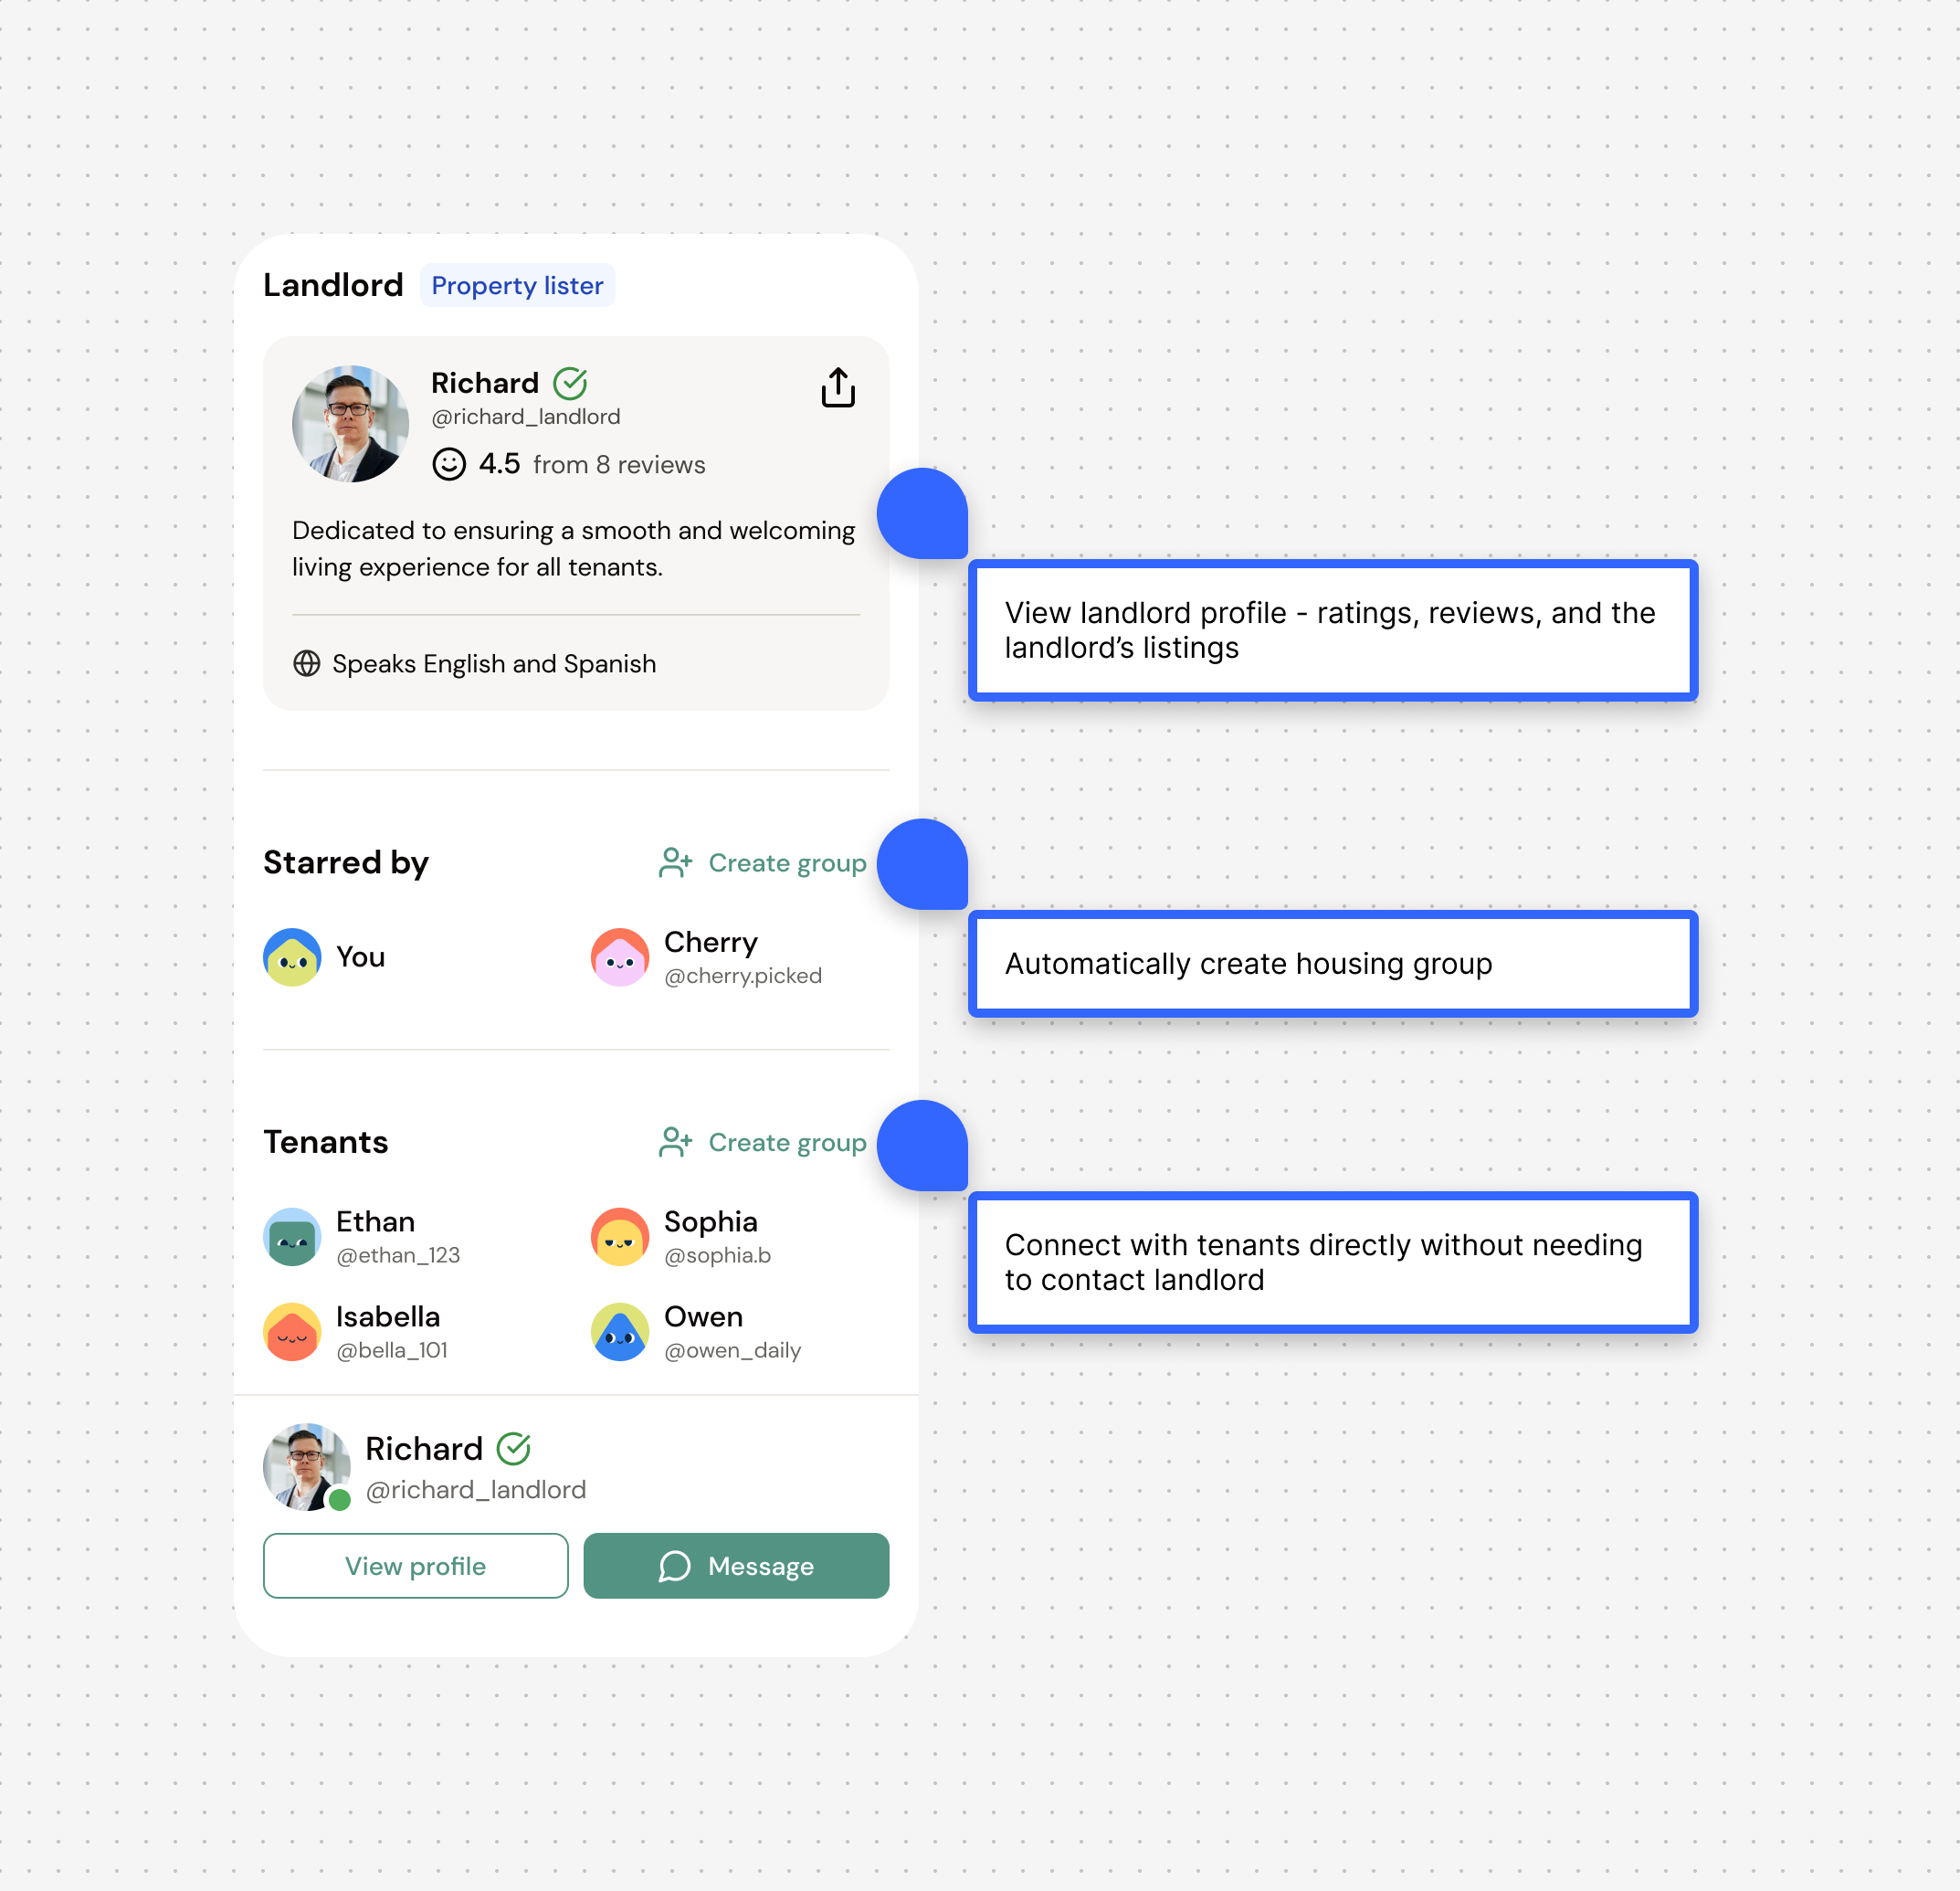 Landlord
Property lister
Richard
@richard_landlord
4.5 from 8 reviews
Dedicated to ensuring a smooth and welcoming
living experience for all tenants.
Speaks English and Spanish
View landlord profile - ratings, reviews, and the
landlord’s listings
Starred by
Create group
You
Cherry
@cherry.picked
Automatically create housing group
Tenants
Create group
Ethan
@ethan_123
Sophia
@sophia.b
Isabella
@bella_101
Owen
@owen_daily
Connect with tenants directly without needing
to contact landlord
Richard
@richard_landlord
View profile
Message